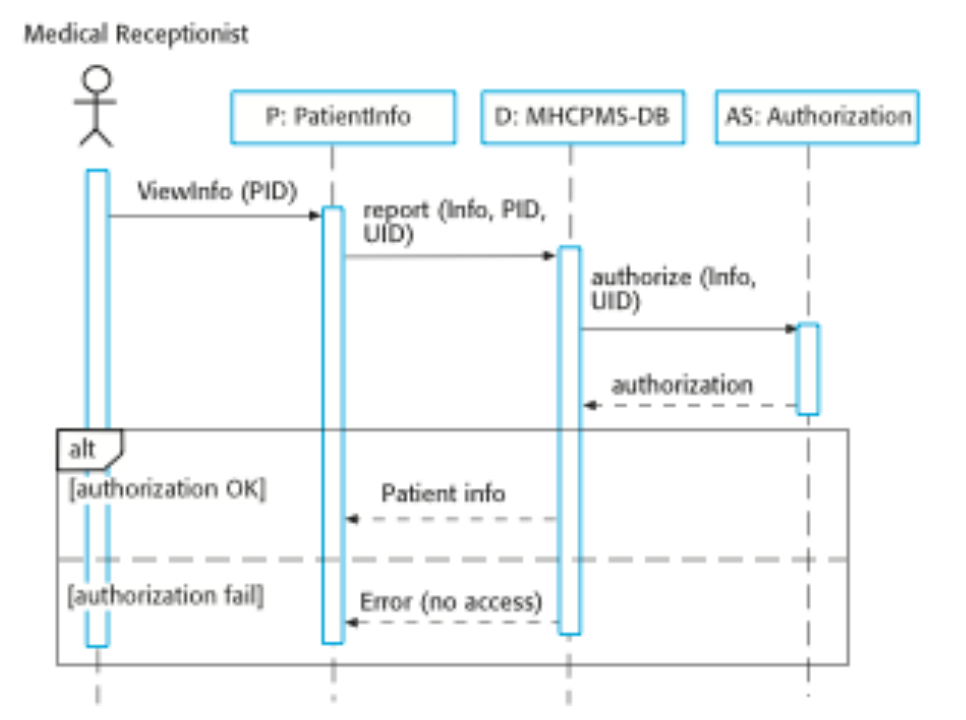 Medical Receptionist
P: PatientInfo
D: MHCPMS-DB
AS: Authorization
ViewInfo (PID)
report (Info, PID,
UID)
authorize (Info,
UID)
authorization
alt
[authorization OK]
Patient info
[authorization fail]
Error (no access)